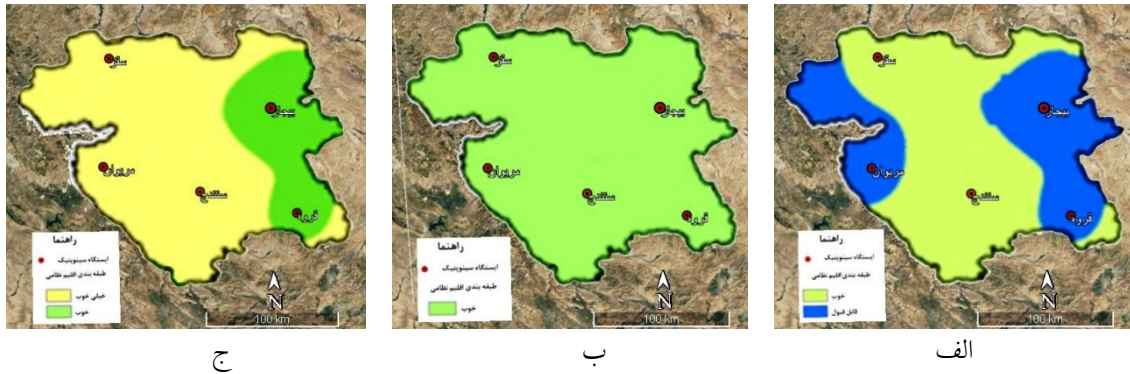 سقز
بیجار
مریوان
سنندج
قروه
راهنما
ایستگاه سینوپتیک
طبقه بندی اقلیم نظامی
خوب
قابل قبول
N
100 km
الف
سقز
بیجار
مریوان
سنندج
قروه
راهنما
ایستگاه سینوپتیک
طبقه بندی اقلیم نظامی
خوب
N
100 km
ب
سقز
بیجار
مریوان
سنندج
قروه
راهنما
ایستگاه سینوپتیک
طبقه بندی اقلیم نظامی
خیلی خوب
خوب
N
100 km
ج